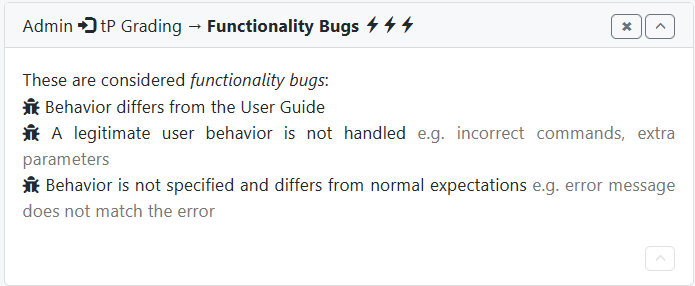 Admin tP Grading → Functionality Bugs
These are considered functionality bugs:
Behavior differs from the User Guide
A legitimate user behavior is not handled e.g. incorrect commands, extra
parameters
Behavior is not specified and differs from normal expectations e.g. error message
does not match the error